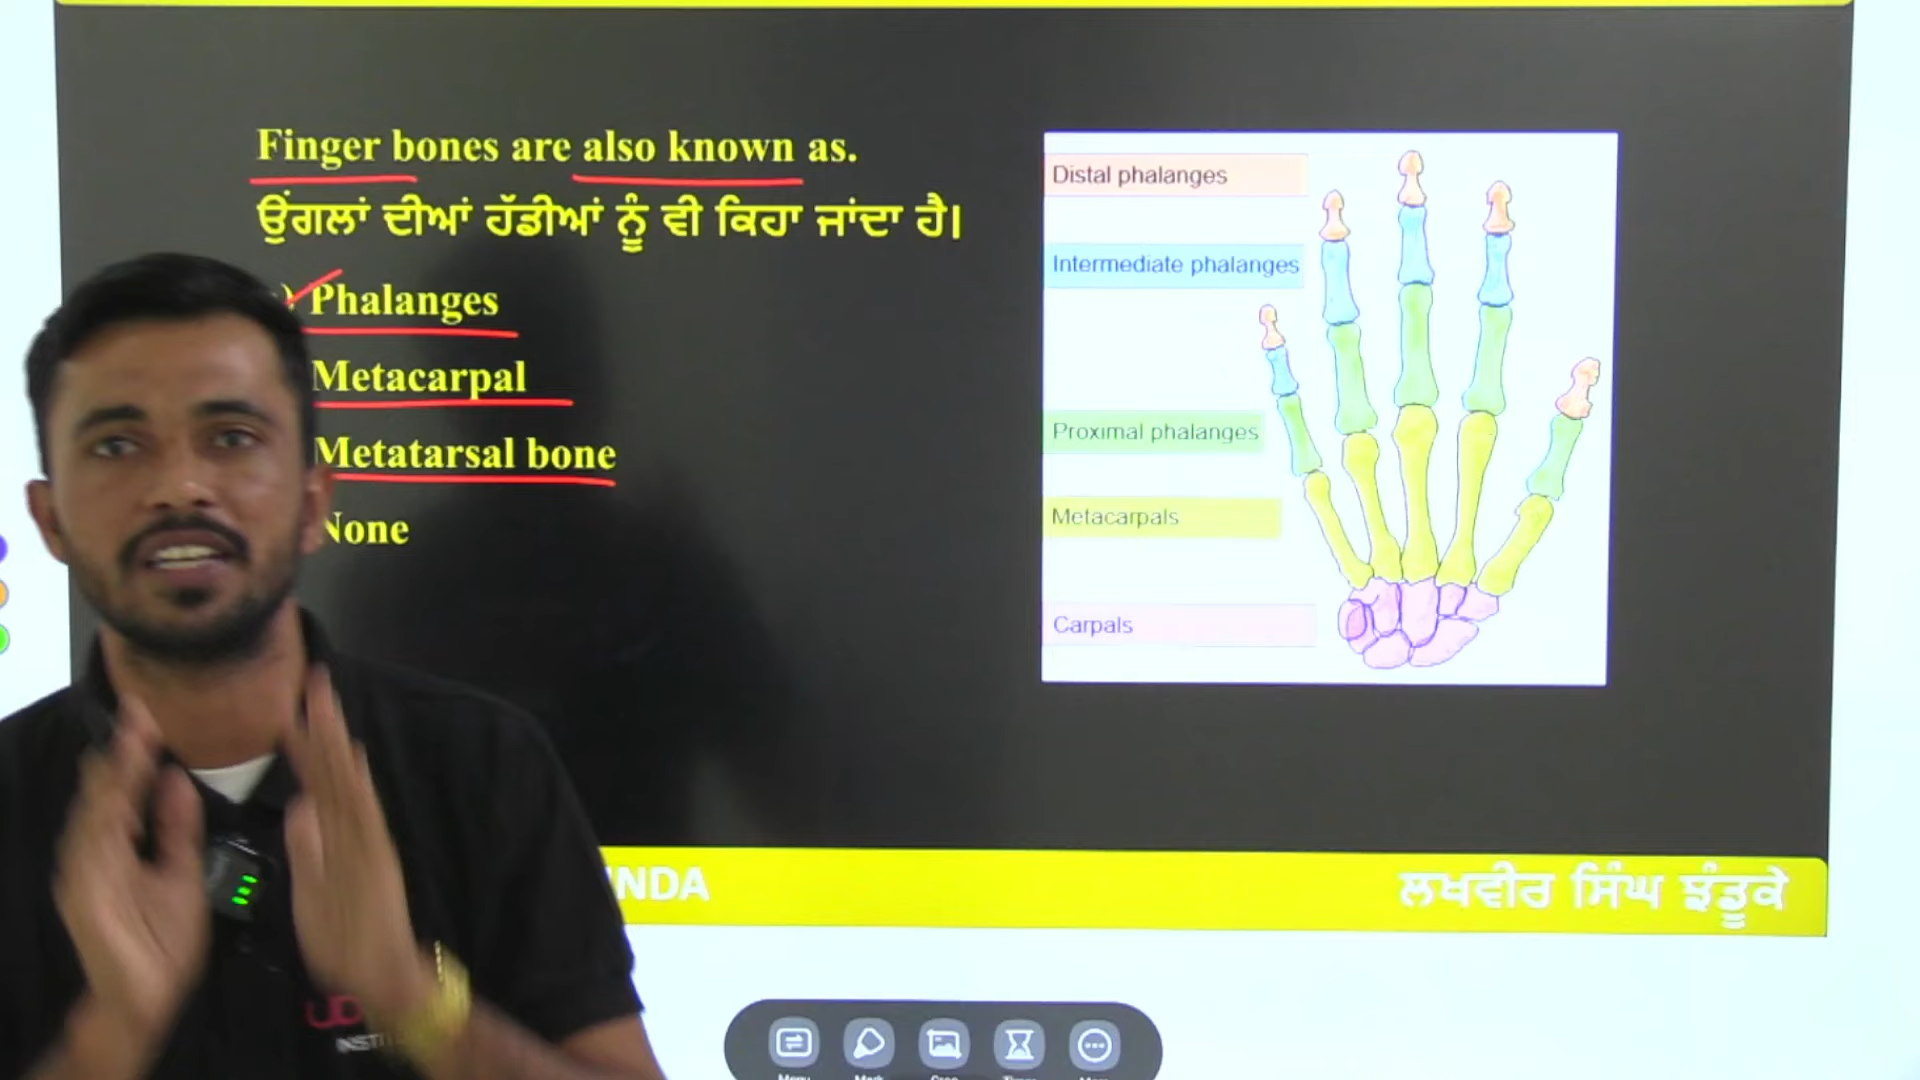 Finger bones are also known as.
ਉਂਗਲਾਂ ਦੀਆਂ ਹੱਡੀਆਂ ਨੂੰ ਵੀ ਕਿਹਾ ਜਾਂਦਾ ਹੈ।
Phalanges
Metacarpal
Metatarsal bone
None
Distal phalanges
Intermediate phalanges
Proximal phalanges
Metacarpals
Carpals
ਲਖਵੀਰ ਸਿੰਘ ਝੰਡੂਕੇ